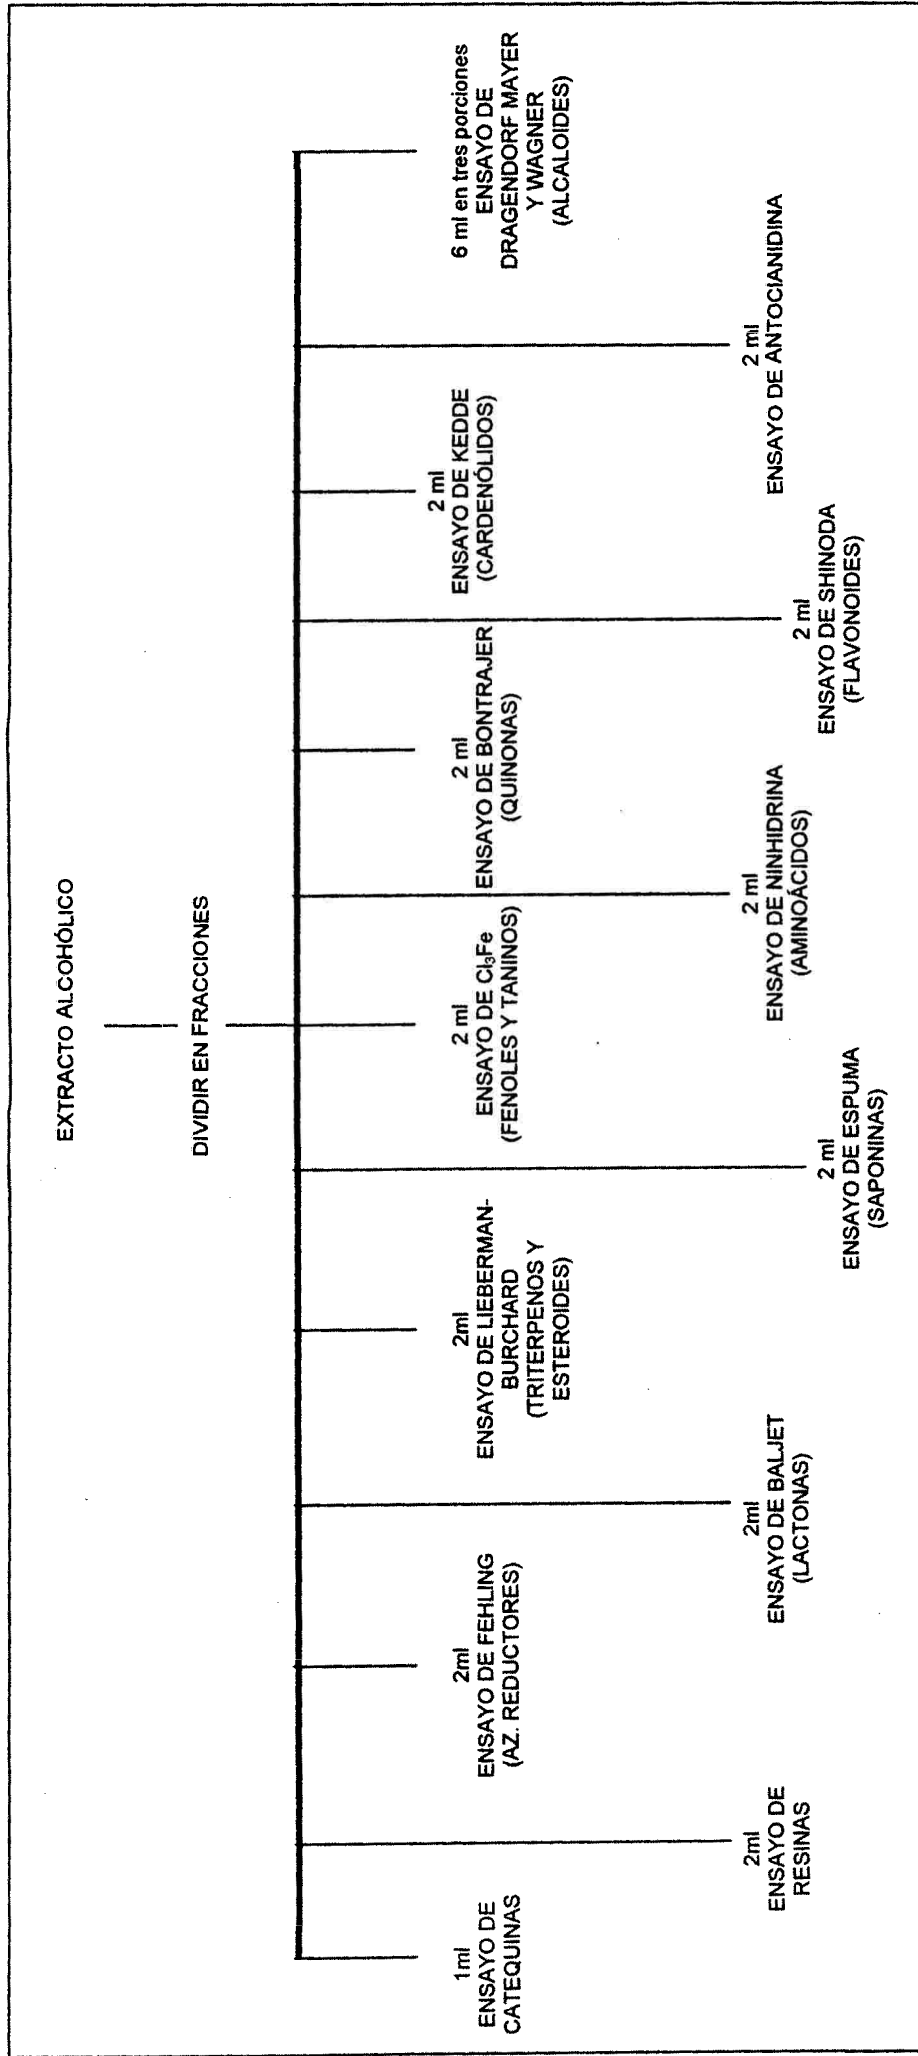 EXTRACTO ALCOHÓLICO
DIVIDIR EN FRACCIONES
1ml
ENSAYO DE
CATEQUINAS
2ml
ENSAYO DE
RESINAS
2ml
ENSAYO DE FEHLING
(AZ. REDUCTORES)
2ml
ENSAYO DE BALJET
(LACTONAS)
2ml
ENSAYO DE LIEBERMAN-
BURCHARD
(TRITERPENOS Y
ESTEROIDES)
2 ml
ENSAYO DE ESPUMA
(SAPONINAS)
2 ml
ENSAYO DE Cl₃Fe
(FENOLES Y TANINOS)
2 ml
ENSAYO DE NINHIDRINA
(AMINOÁCIDOS)
2 ml
ENSAYO DE BONTRAJER
(QUINONAS)
2 ml
ENSAYO DE SHINODA
(FLAVONOIDES)
2 ml
ENSAYO DE KEDDE
(CARDENÓLIDOS)
2 ml
ENSAYO DE ANTOCIANIDINA
6 ml en tres porciones
ENSAYO DE
DRAGENDORF MAYER
Y WAGNER
(ALCALOIDES)